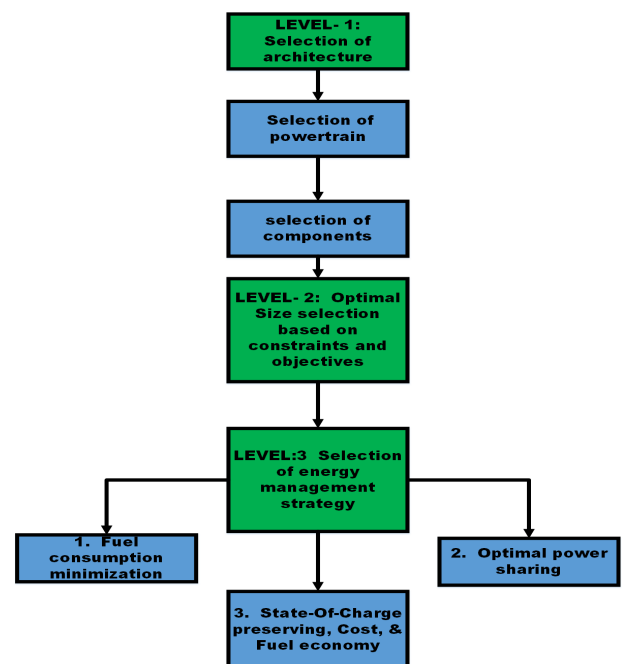 LEVEL- 1:
Selection of
architecture
Selection of
powertrain
selection of
components
LEVEL- 2:  Optimal
Size selection
based on
constraints and
objectives
LEVEL:3  Selection
of energy
management
strategy
1.  Fuel
consumption
minimization
2.  Optimal power
sharing
3.  State-Of-Charge
preserving, Cost, &
Fuel economy